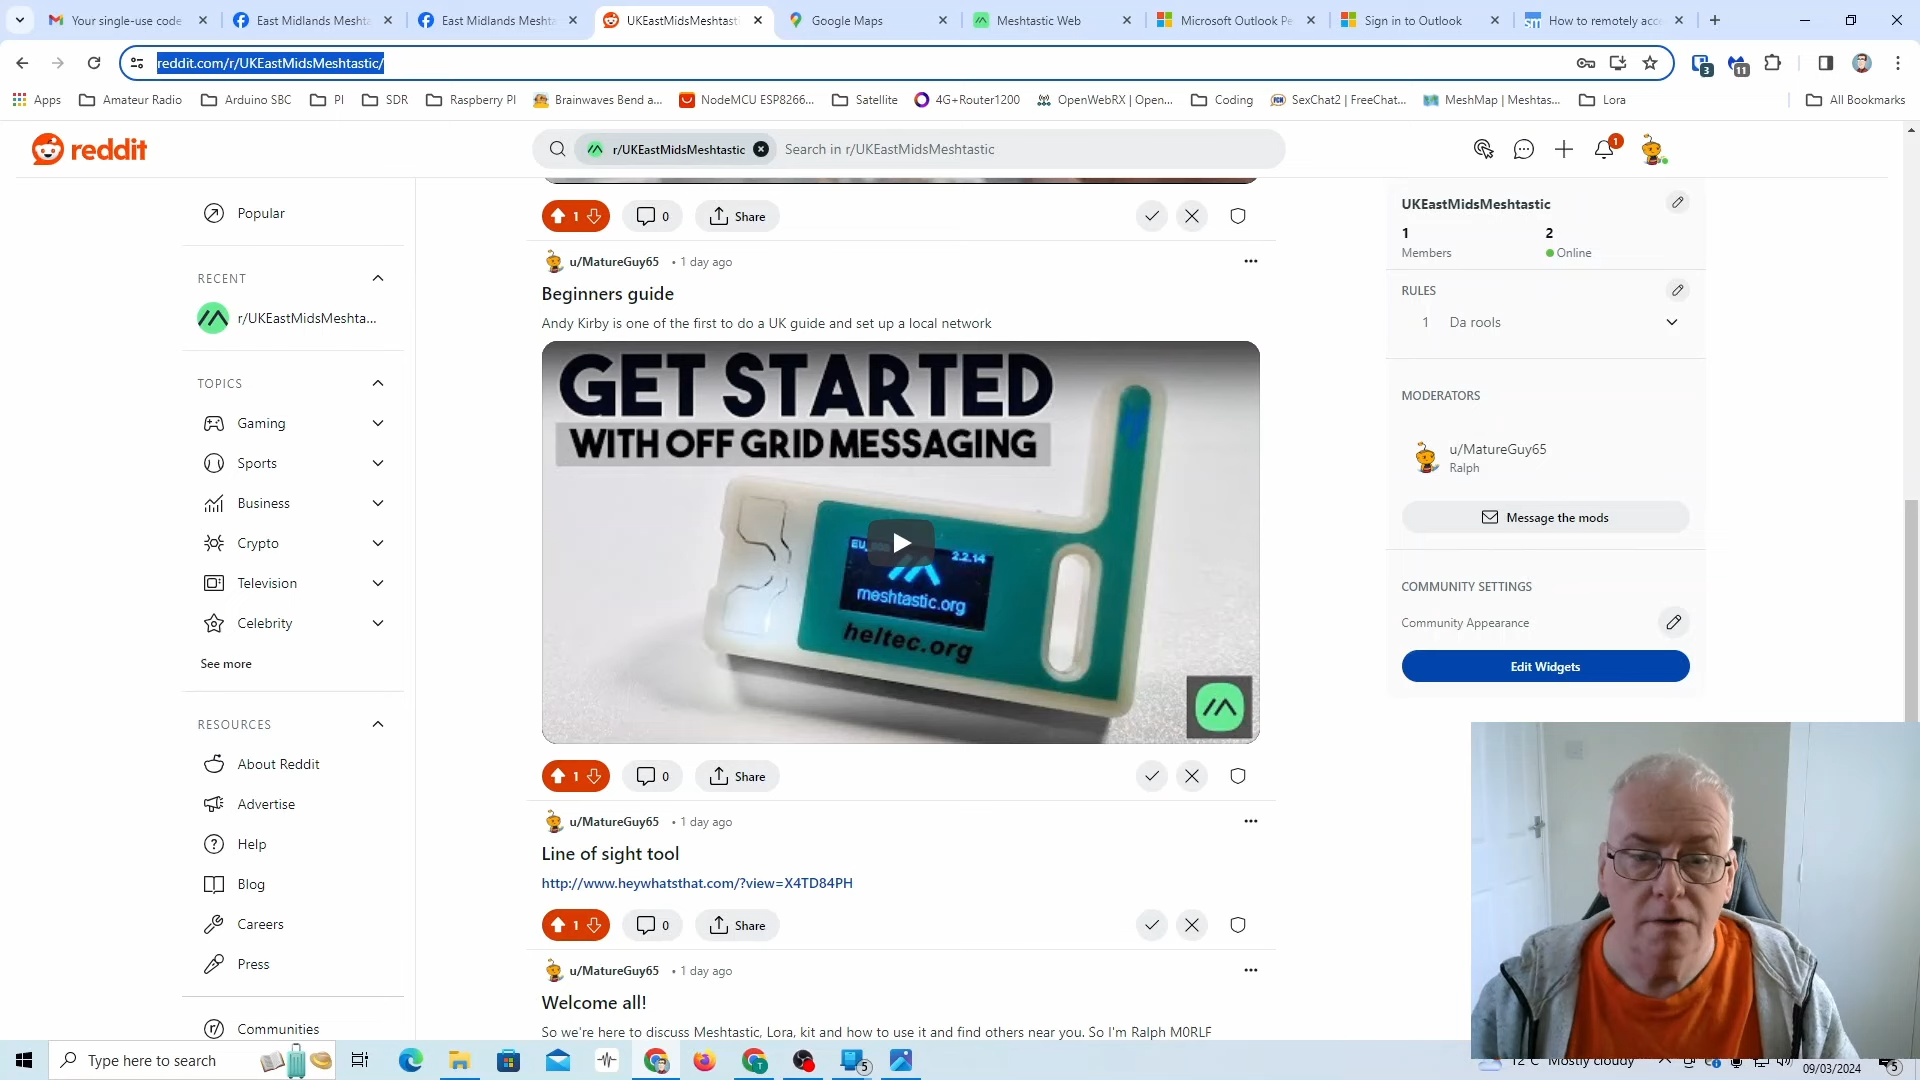 Your single-use code
East Midlands Meshta
East Midlands Meshta
UKEastMidsMeshtasti
Google Maps
Meshtastic Web
Microsoft Outlook Pe
Sign in to Outlook
How to remotely acc
reddit.com/r/UKEastMidsMeshtastic/
3
11
Apps
Amateur Radio
Arduino SBC
PI
SDR
Raspberry PI
Brainwaves Bend a...
NodeMCU ESP8266...
Satellite
4G+Router1200
OpenWebRX | Open...
Coding
SexChat2 | FreeChat...
MeshMap | Meshtas...
Lora
All Bookmarks
reddit
r/UKEastMidsMeshtastic
Search in r/UKEastMidsMeshtastic
1
Popular
RECENT
r/UKEastMidsMeshta...
TOPICS
Gaming
Sports
Business
Crypto
Television
Celebrity
See more
RESOURCES
About Reddit
Advertise
Help
Blog
Careers
Press
Communities
1
0
Share
u/MatureGuy65 • 1 day ago
Beginners guide
Andy Kirby is one of the first to do a UK guide and set up a local network
GET STARTED
WITH OFF GRID MESSAGING
2.2.14
meshtastic.org
heltec.org
1
0
Share
u/MatureGuy65 • 1 day ago
Line of sight tool
http://www.heywhatsthat.com/?view=X4TD84PH
1
0
Share
u/MatureGuy65 • 1 day ago
Welcome all!
So we're here to discuss Meshtastic, Lora, kit and how to use it and find others near you. So I'm Ralph M0RLF
UKEastMidsMeshtastic
1
2
Members
Online
RULES
1 Da rools
MODERATORS
u/MatureGuy65
Ralph
Message the mods
COMMUNITY SETTINGS
Community Appearance
Edit Widgets
Type here to search
5
12°C Mostly cloudy
09/03/2024
5